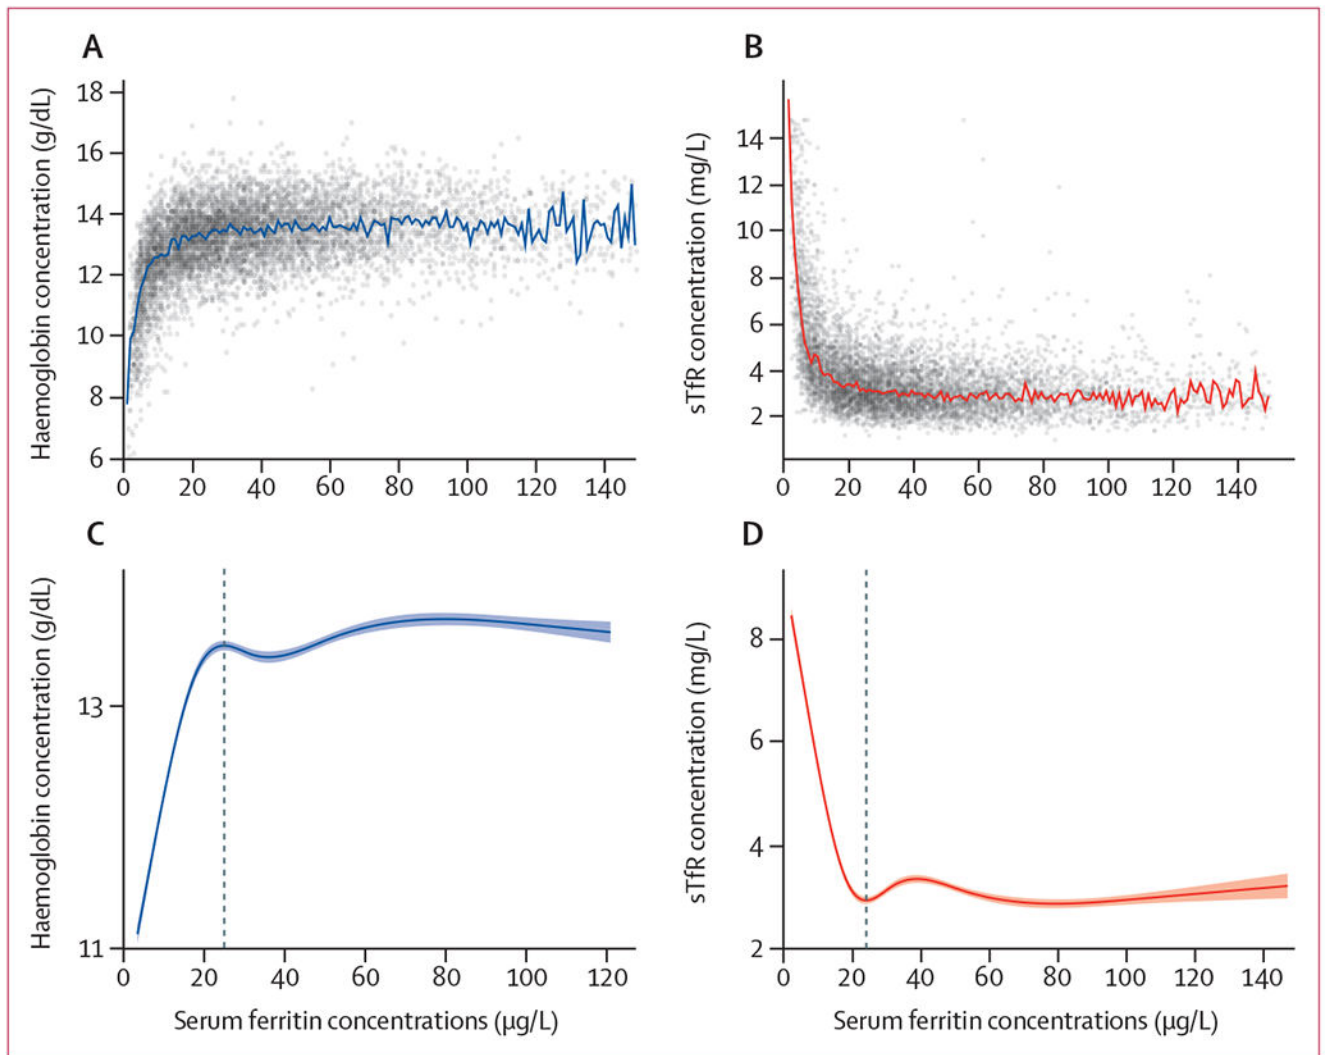 A
Haemoglobin concentration (g/dL)
18
16
14
12
10
8
6
0 20 40 60 80 100 120 140
B
sTfR concentration (mg/L)
14
12
10
8
6
4
2
0 20 40 60 80 100 120 140
C
Haemoglobin concentration (g/dL)
13
11
0 20 40 60 80 100 120
Serum ferritin concentrations (μg/L)
D
sTfR concentration (mg/L)
8
6
4
2
0 20 40 60 80 100 120 140
Serum ferritin concentrations (μg/L)